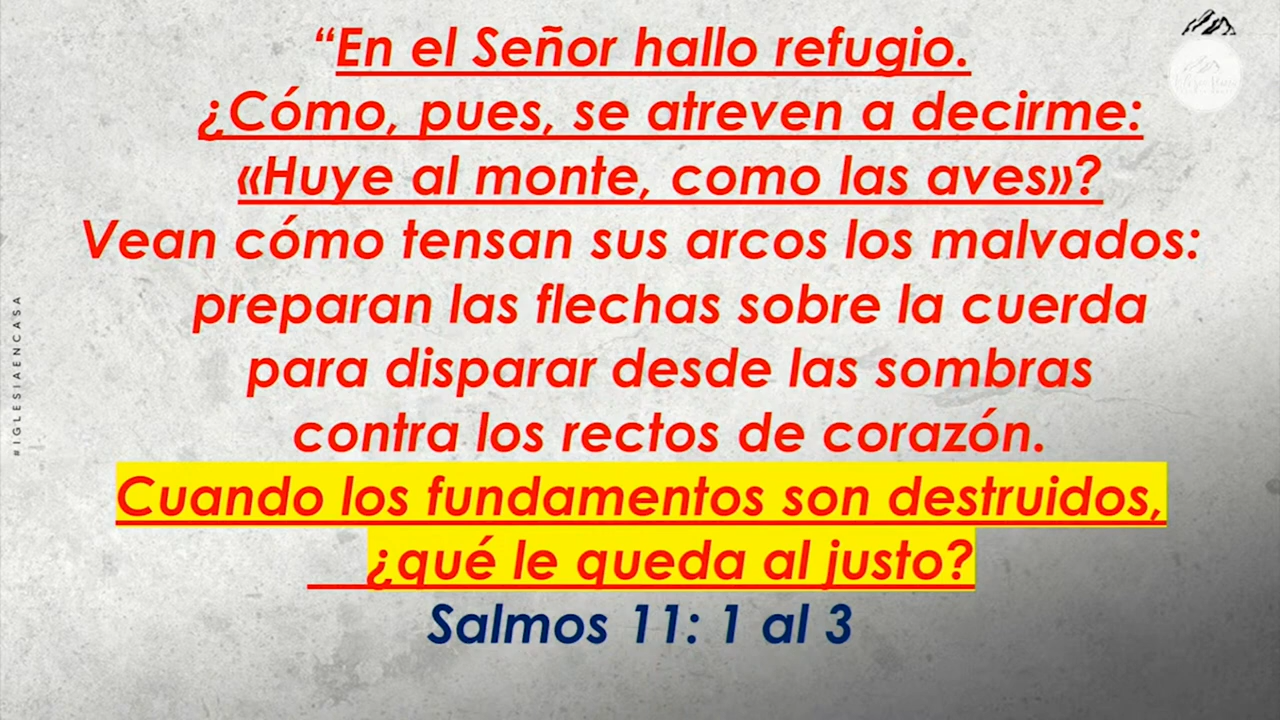 “En el Señor hallo refugio.
¿Cómo, pues, se atreven a decirme:
«Huye al monte, como las aves»?
Vean cómo tensan sus arcos los malvados:
preparan las flechas sobre la cuerda
para disparar desde las sombras
contra los rectos de corazón.
Cuando los fundamentos son destruidos,
¿qué le queda al justo?
Salmos 11: 1 al 3
#IGLESIAENCASA